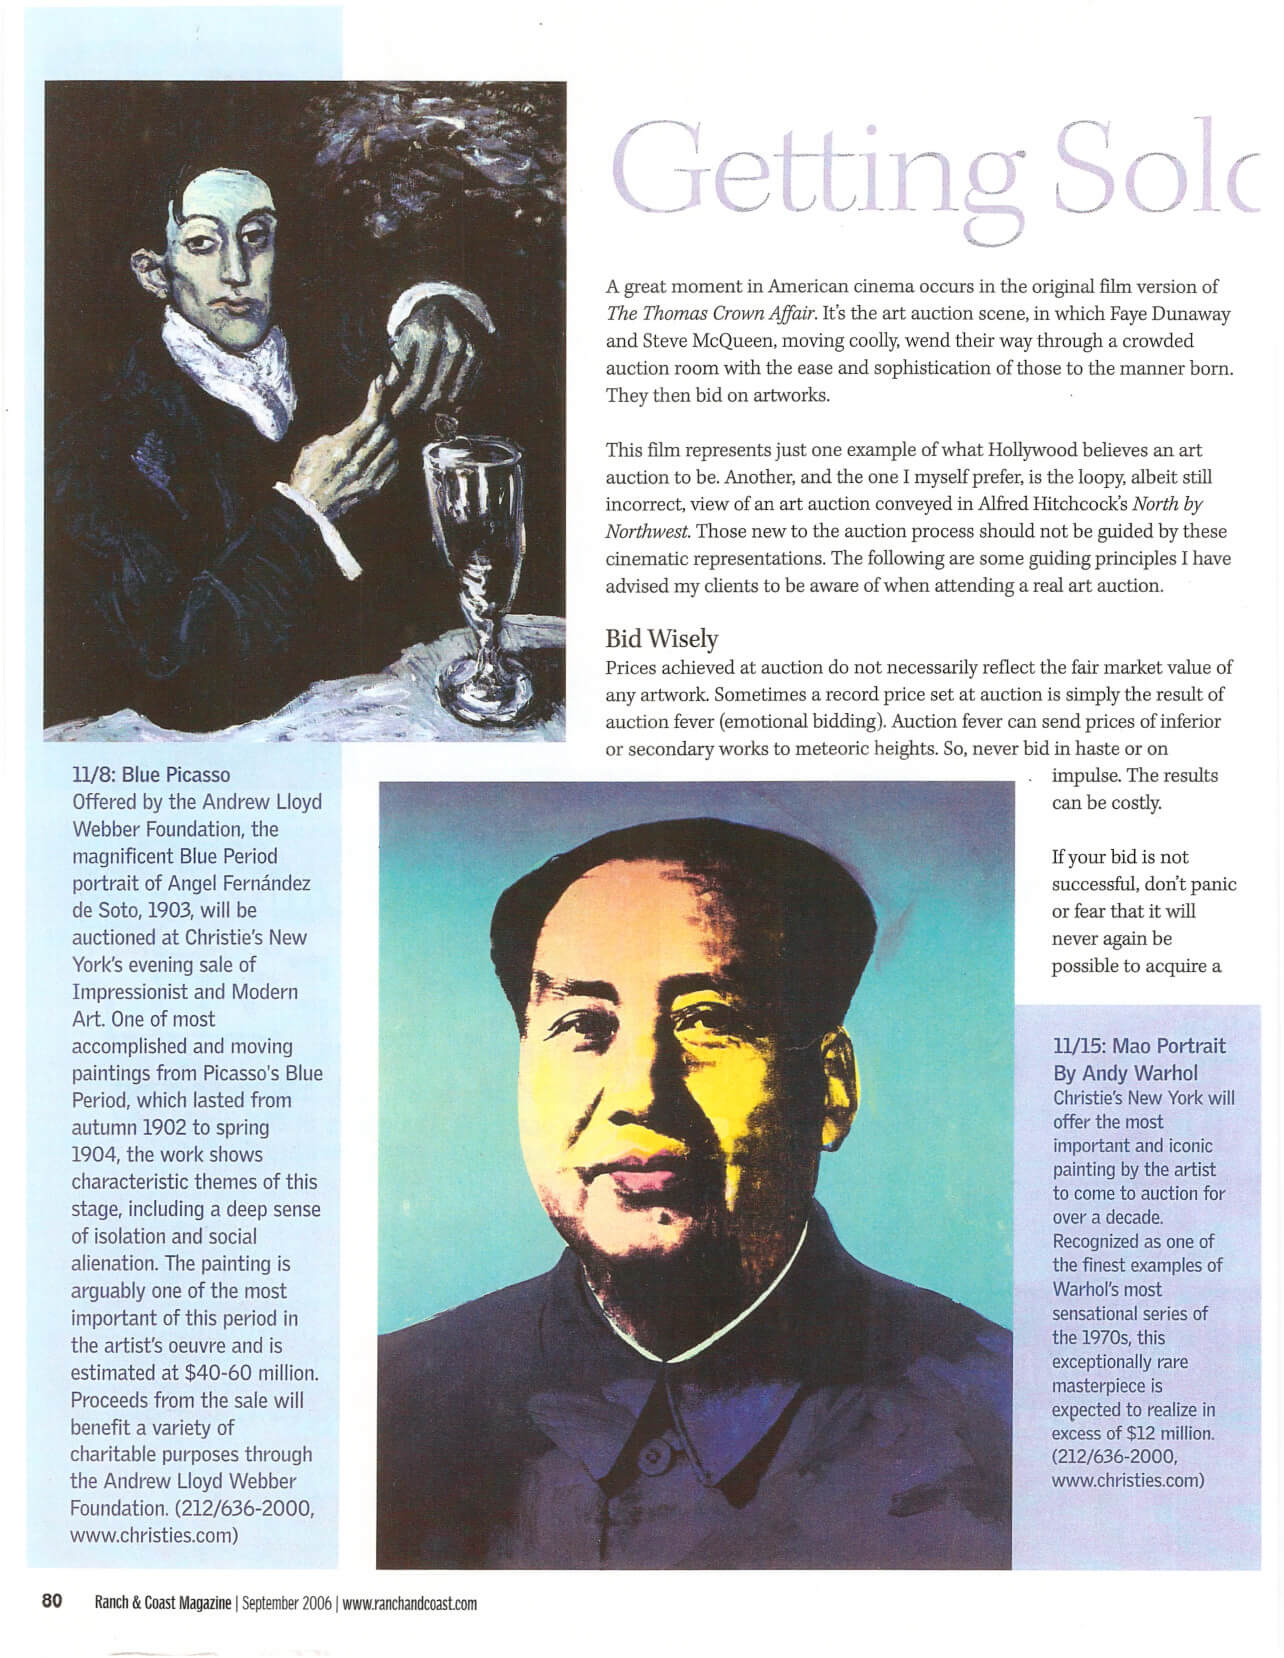 Getting Sold
A great moment in American cinema occurs in the original film version of
The Thomas Crown Affair. It's the art auction scene, in which Faye Dunaway
and Steve McQueen, moving coolly, wend their way through a crowded
auction room with the ease and sophistication of those to the manner born.
They then bid on artworks.
This film represents just one example of what Hollywood believes an art
auction to be. Another, and the one I myself prefer, is the loopy, albeit still
incorrect, view of an art auction conveyed in Alfred Hitchcock's North by
Northwest. Those new to the auction process should not be guided by these
cinematic representations. The following are some guiding principles I have
advised my clients to be aware of when attending a real art auction.
Bid Wisely
Prices achieved at auction do not necessarily reflect the fair market value of
any artwork. Sometimes a record price set at auction is simply the result of
auction fever (emotional bidding). Auction fever can send prices of inferior
or secondary works to meteoric heights. So, never bid in haste or on
impulse. The results
can be costly.
If your bid is not
successful, don't panic
or fear that it will
never again be
possible to acquire a
11/8: Blue Picasso
Offered by the Andrew Lloyd
Webber Foundation, the
magnificent Blue Period
portrait of Angel Fernández
de Soto, 1903, will be
auctioned at Christie's New
York's evening sale of
Impressionist and Modern
Art. One of most
accomplished and moving
paintings from Picasso's Blue
Period, which lasted from
autumn 1902 to spring
1904, the work shows
characteristic themes of this
stage, including a deep sense
of isolation and social
alienation. The painting is
arguably one of the most
important of this period in
the artist's oeuvre and is
estimated at $40-60 million.
Proceeds from the sale will
benefit a variety of
charitable purposes through
the Andrew Lloyd Webber
Foundation. (212/636-2000,
www.christies.com)
11/15: Mao Portrait
By Andy Warhol
Christie's New York will
offer the most
important and iconic
painting by the artist
to come to auction for
over a decade.
Recognized as one of
the finest examples of
Warhol's most
sensational series of
the 1970s, this
exceptionally rare
masterpiece is
expected to realize in
excess of $12 million.
(212/636-2000,
www.christies.com)
80 Ranch & Coast Magazine | September 2006 | www.ranchandcoast.com